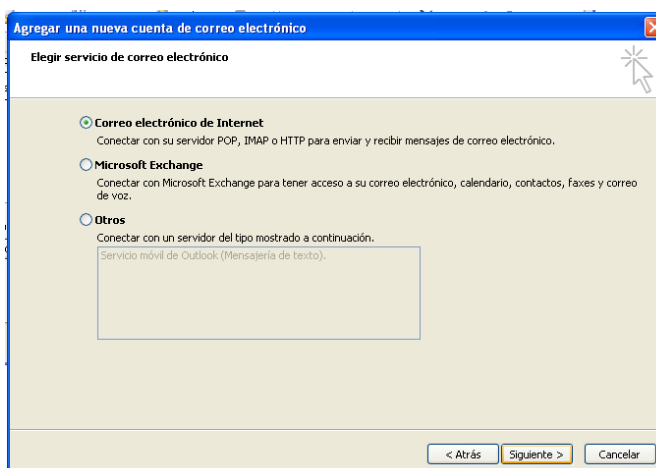 Agregar una nueva cuenta de correo electrónico
Elegir servicio de correo electrónico
Correo electrónico de Internet
Conectar con su servidor POP, IMAP o HTTP para enviar y recibir mensajes de correo electrónico.
Microsoft Exchange
Conectar con Microsoft Exchange para tener acceso a su correo electrónico, calendario, contactos, faxes y correo
de voz.
Otros
Conectar con un servidor del tipo mostrado a continuación.
Servicio móvil de Outlook (Mensajería de texto).
< Atrás
Siguiente >
Cancelar